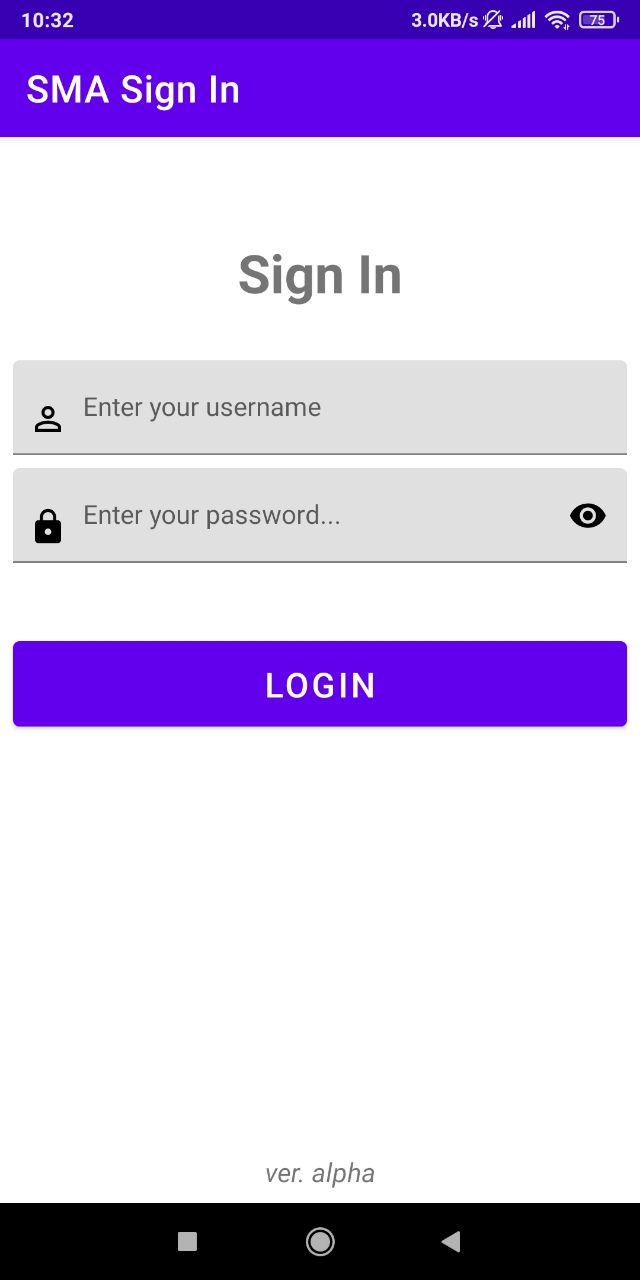 10:32 3.0KB/s 75
SMA Sign In
Sign In
Enter your username
Enter your password...
LOGIN
ver. alpha